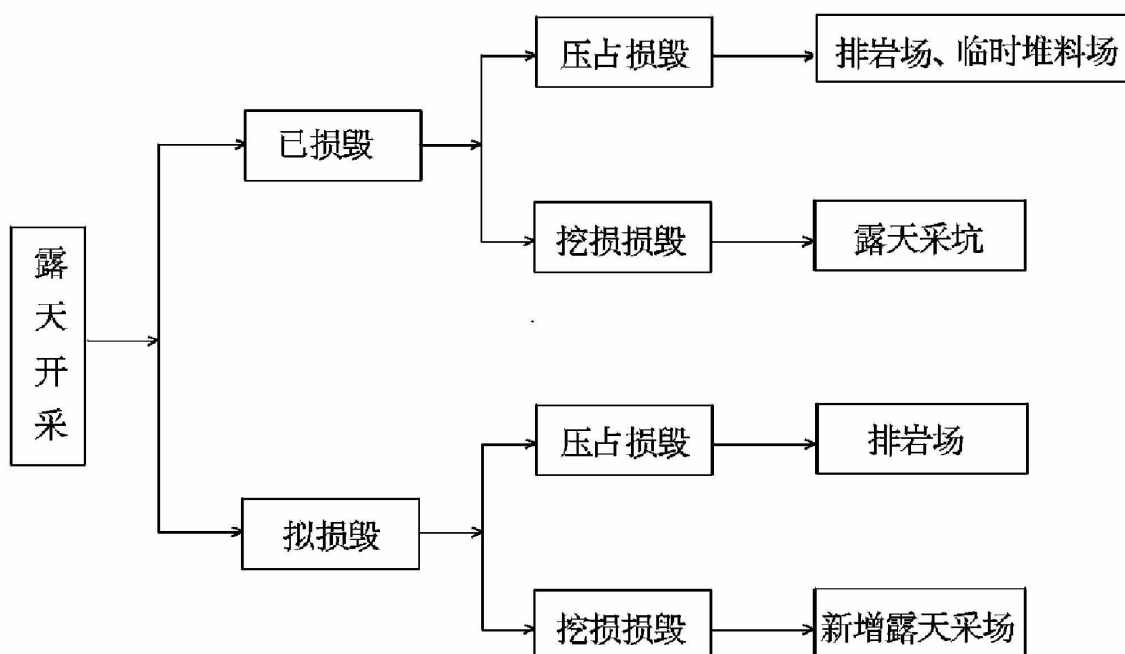 压占损毁
排岩场、临时堆料场
已损毁
挖损损毁
露天采坑
露天开采
压占损毁
排岩场
拟损毁
挖损损毁
新增露天采场